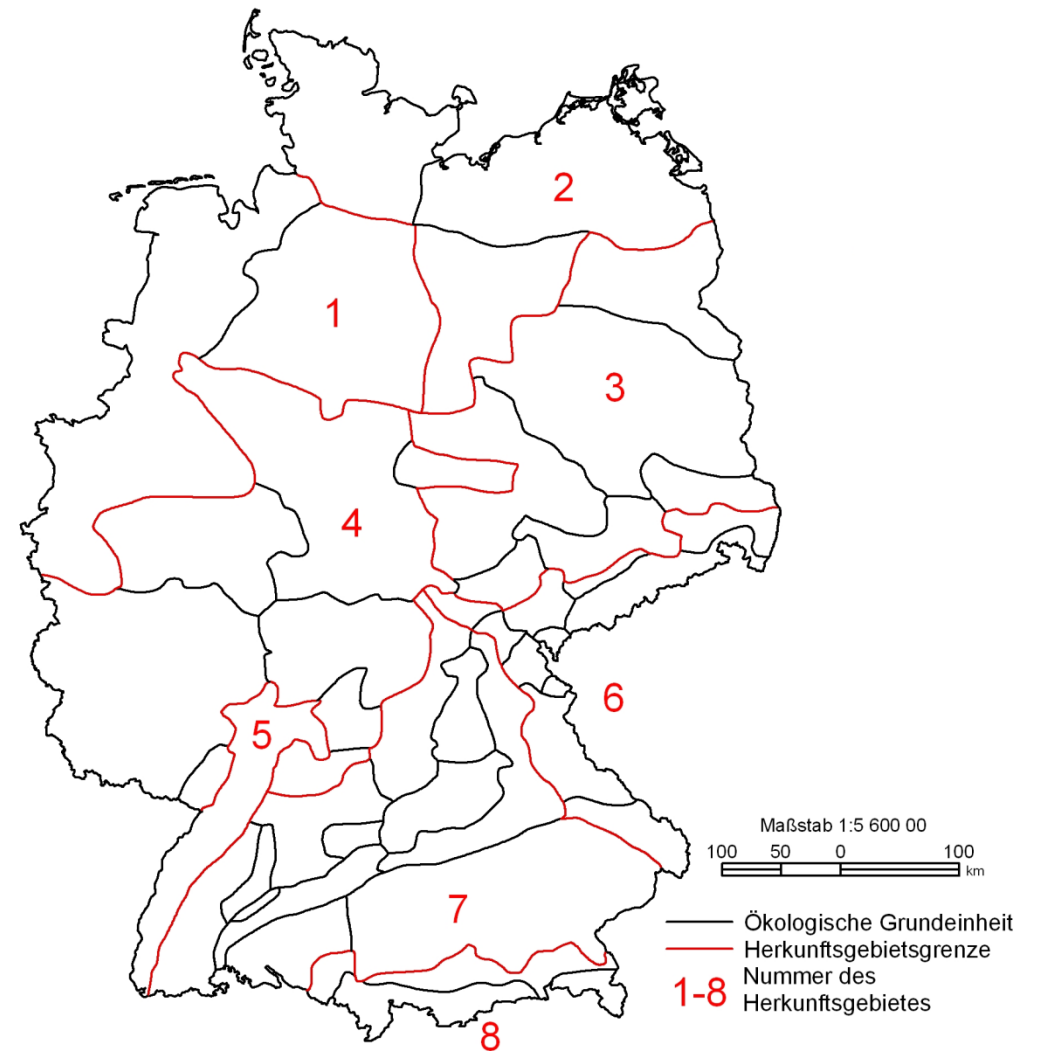 2
1
3
4
6
5
Maßstab 1:5 600 00
100 50 0 100
km
7
Ökologische Grundeinheit
Herkunftsgebietsgrenze
1-8 Nummer des
Herkunftsgebietes
8